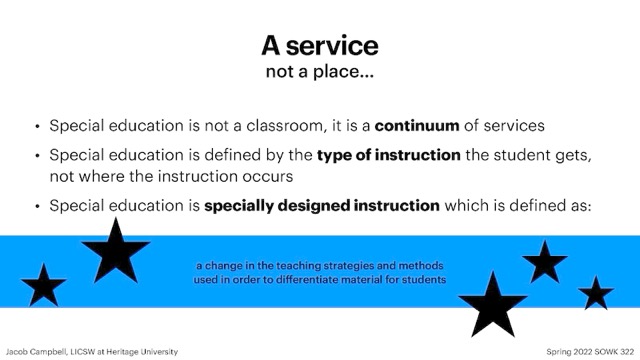 A service
not a place...
• Special education is not a classroom, it is a continuum of services
• Special education is defined by the type of instruction the student gets,
not where the instruction occurs
• Special education is specially designed instruction which is defined as:
a change in the teaching strategies and methods
used in order to differentiate material for students
Jacob Campbell, LICSW at Heritage University
Spring 2022 SOWK 322